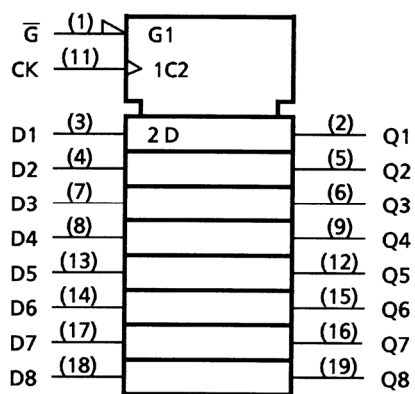 G̅ (1) G1
CK (11) 1C2
D1 (3) 2D (2) Q1
D2 (4) (5) Q2
D3 (7) (6) Q3
D4 (8) (9) Q4
D5 (13) (12) Q5
D6 (14) (15) Q6
D7 (17) (16) Q7
D8 (18) (19) Q8